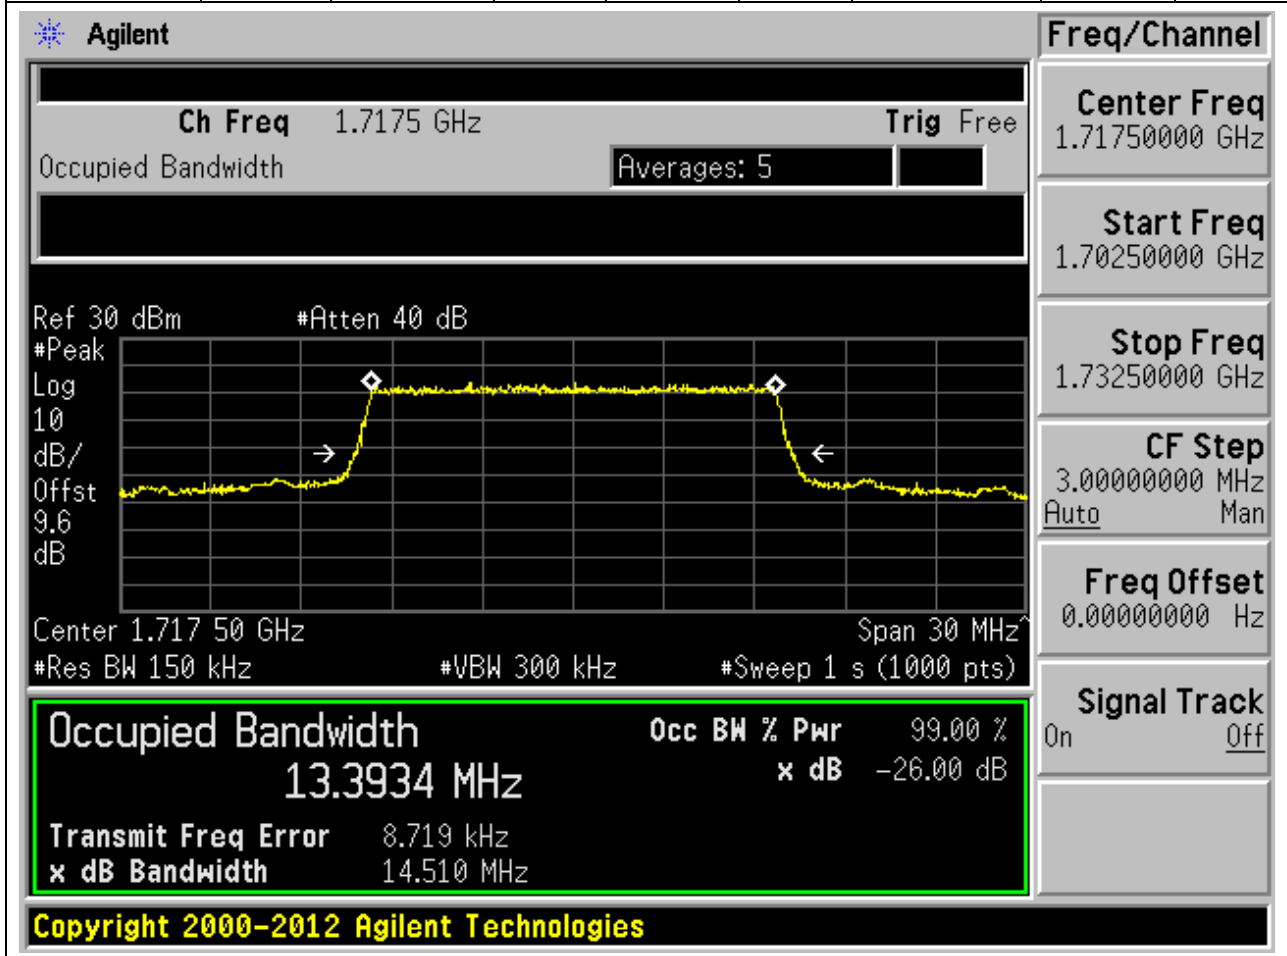 Agilent
Freq/Channel
Ch Freq 1.7175 GHz Trig Free
Occupied Bandwidth Averages: 5
Center Freq
1.71750000 GHz
Start Freq
1.70250000 GHz
Ref 30 dBm #Atten 40 dB
#Peak
Log
10
dB/
Offst
9.6
dB
Stop Freq
1.73250000 GHz
CF Step
3.00000000 MHz
Auto Man
Freq Offset
0.00000000 Hz
Center 1.717 50 GHz Span 30 MHz^
#Res BW 150 kHz #VBW 300 kHz #Sweep 1 s (1000 pts)
Signal Track
On Off
Occupied Bandwidth
13.3934 MHz
Occ BW % Pwr 99.00 %
x dB -26.00 dB
Transmit Freq Error 8.719 kHz
x dB Bandwidth 14.510 MHz
Copyright 2000-2012 Agilent Technologies